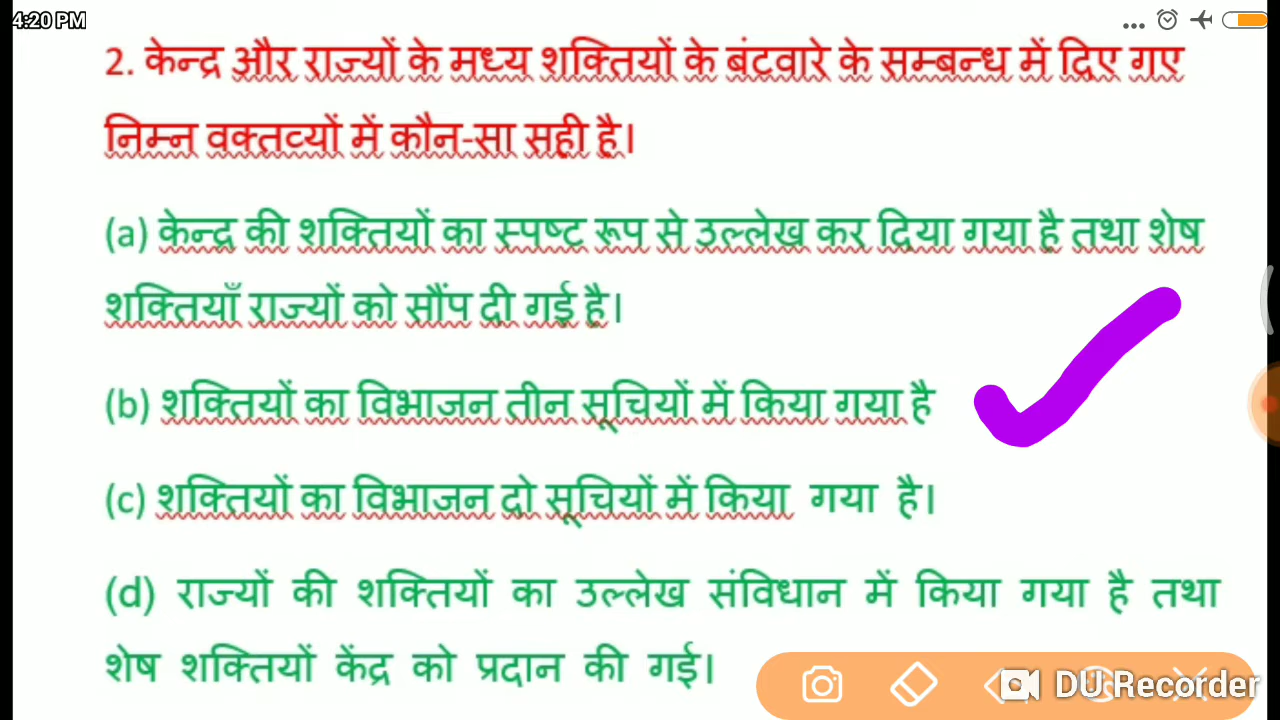 4:20 PM
2. केन्द्र और राज्यों के मध्य शक्तियों के बंटवारे के सम्बन्ध में दिए गए
निम्न वक्तव्यों में कौन-सा सही है।
(a) केन्द्र की शक्तियों का स्पष्ट रूप से उल्लेख कर दिया गया है तथा शेष
शक्तियाँ राज्यों को सौंप दी गई है।
(b) शक्तियों का विभाजन तीन सूचियों में किया गया है
(c) शक्तियों का विभाजन दो सूचियों में किया गया है।
(d) राज्यों की शक्तियों का उल्लेख संविधान में किया गया है तथा
शेष शक्तियों केंद्र को प्रदान की गई।
DU Recorder